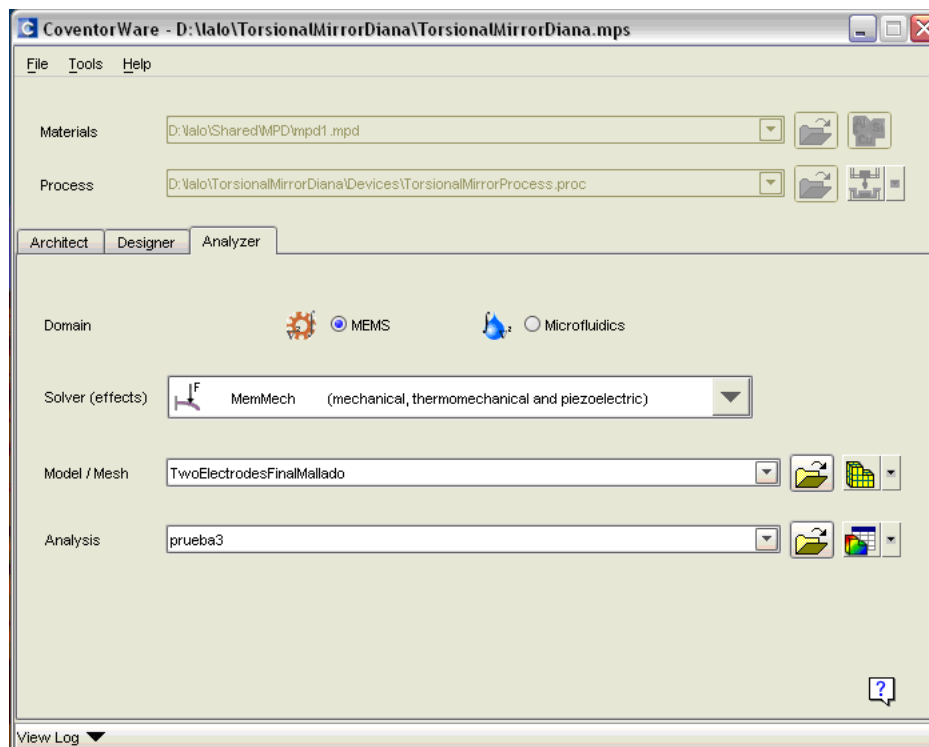 CoventorWare - D:\lalo\TorsionalMirrorDiana\TorsionalMirrorDiana.mps
File Tools Help
Materials D:\lalo\Shared\MPD\mpd1.mpd
Process D:\lalo\TorsionalMirrorDiana\Devices\TorsionalMirrorProcess.proc
Architect Designer Analyzer
Domain MEMS Microfluidics
Solver (effects) F MemMech (mechanical, thermomechanical and piezoelectric)
Model / Mesh TwoElectrodesFinalMallado
Analysis prueba3
?
View Log